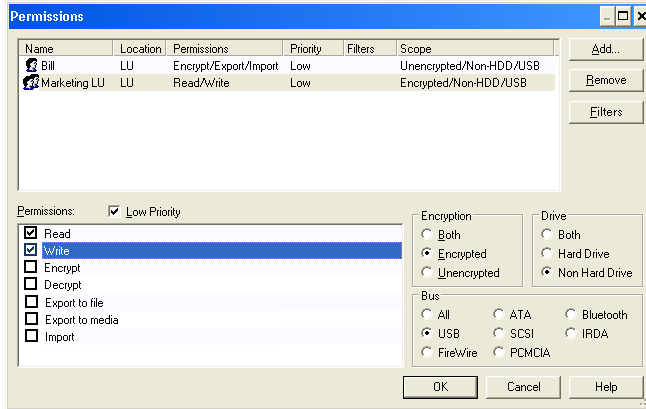 Permissions
Name Location Permissions Priority Filters Scope
Bill LU Encrypt/Export/Import Low Unencrypted/Non-HDD/USB
Marketing LU LU Read/Write Low Encrypted/Non-HDD/USB
Add...
Remove
Filters
Permissions: Low Priority
Read
Write
Encrypt
Decrypt
Export to file
Export to media
Import
Encryption
Both
Encrypted
Unencrypted
Drive
Both
Hard Drive
Non Hard Drive
Bus
All ATA Bluetooth
USB SCSI IRDA
FireWire PCMCIA
OK Cancel Help